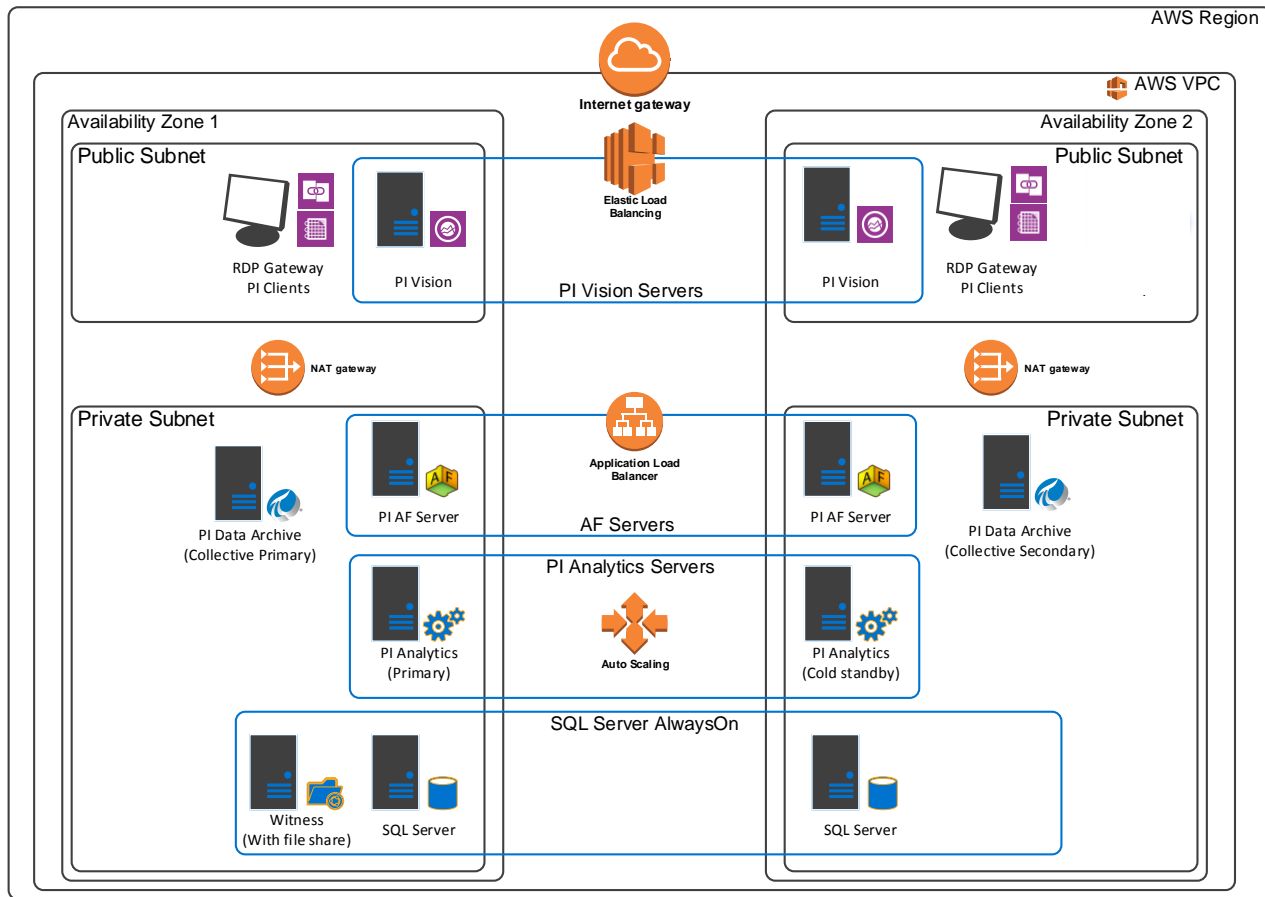 AWS Region
AWS VPC
Internet gateway
Availability Zone 1
Availability Zone 2
Public Subnet
Public Subnet
Elastic Load
Balancing
RDP Gateway
PI Clients
PI Vision
PI Vision Servers
PI Vision
RDP Gateway
PI Clients
NAT gateway
NAT gateway
Private Subnet
Private Subnet
Application Load
Balancer
A F
A F
PI AF Server
AF Servers
PI AF Server
PI Data Archive
(Collective Primary)
PI Data Archive
(Collective Secondary)
PI Analytics Servers
PI Analytics
(Primary)
Auto Scaling
PI Analytics
(Cold standby)
SQL Server AlwaysOn
Witness
(With file share)
SQL Server
SQL Server